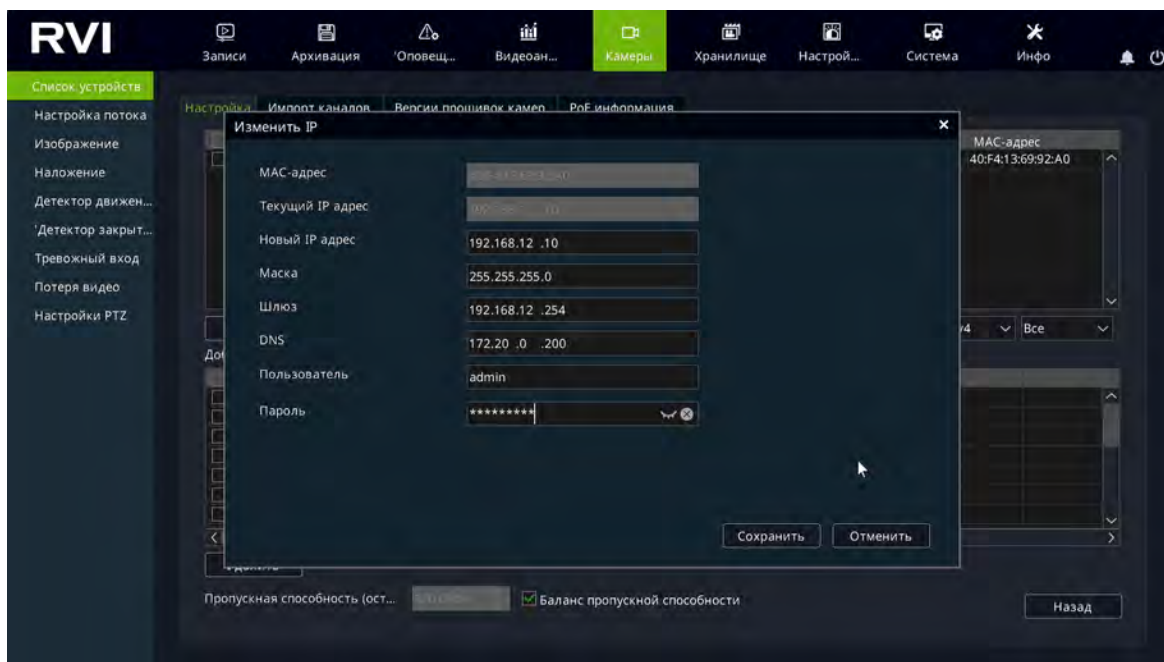 RVI
Записи
Архивация
'Оповещ...
Видеоан...
Камеры
Хранилище
Настрой...
Система
Инфо
Список устройств
Настройка потока
Изображение
Наложение
Детектор движен...
'Детектор закрыт...
Тревожный вход
Потеря видео
Настройки PTZ
Настройка
Импорт каналов
Версии прошивок камер
PoE информация
Изменить IP
MAC-адрес
40:F4:13:69:92:A0
MAC-адрес
Текущий IP адрес
Новый IP адрес
192.168.12 .10
Маска
255.255.255.0
Шлюз
192.168.12 .254
DNS
172.20 .0 .200
Пользователь
admin
Пароль
*********
Все
Сохранить
Отменить
Пропускная способность (ост...
Баланс пропускной способности
Назад